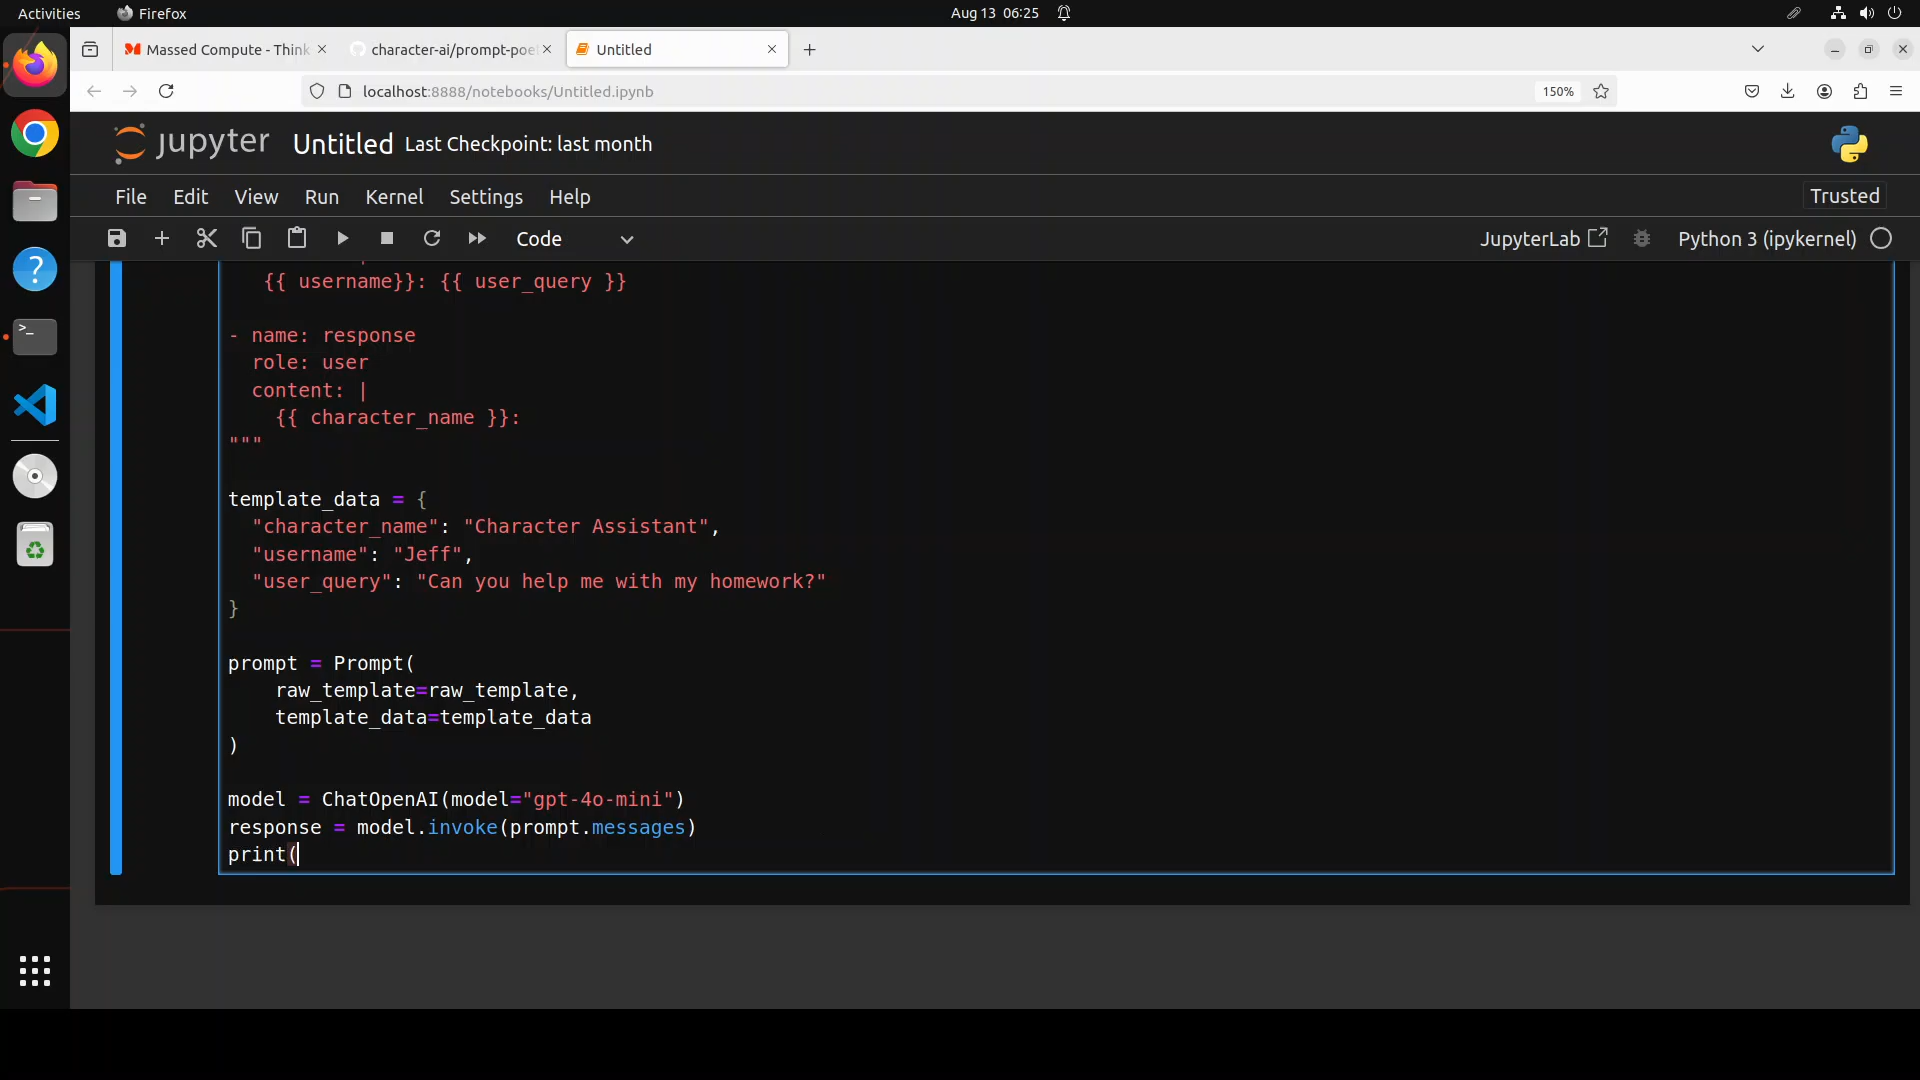 Activities Firefox Aug 13 06:25
Massed Compute - Think character-ai/prompt-poe Untitled
localhost:8888/notebooks/Untitled.ipynb 150%
jupyter Untitled Last Checkpoint: last month
File Edit View Run Kernel Settings Help Trusted
Code JupyterLab Python 3 (ipykernel)
{{ username}}: {{ user_query }}
- name: response
role: user
content: |
{{ character_name }}:
"""
template_data = {
"character_name": "Character Assistant",
"username": "Jeff",
"user_query": "Can you help me with my homework?"
}
prompt = Prompt(
raw_template=raw_template,
template_data=template_data
)
model = ChatOpenAI(model="gpt-4o-mini")
response = model.invoke(prompt.messages)
print(